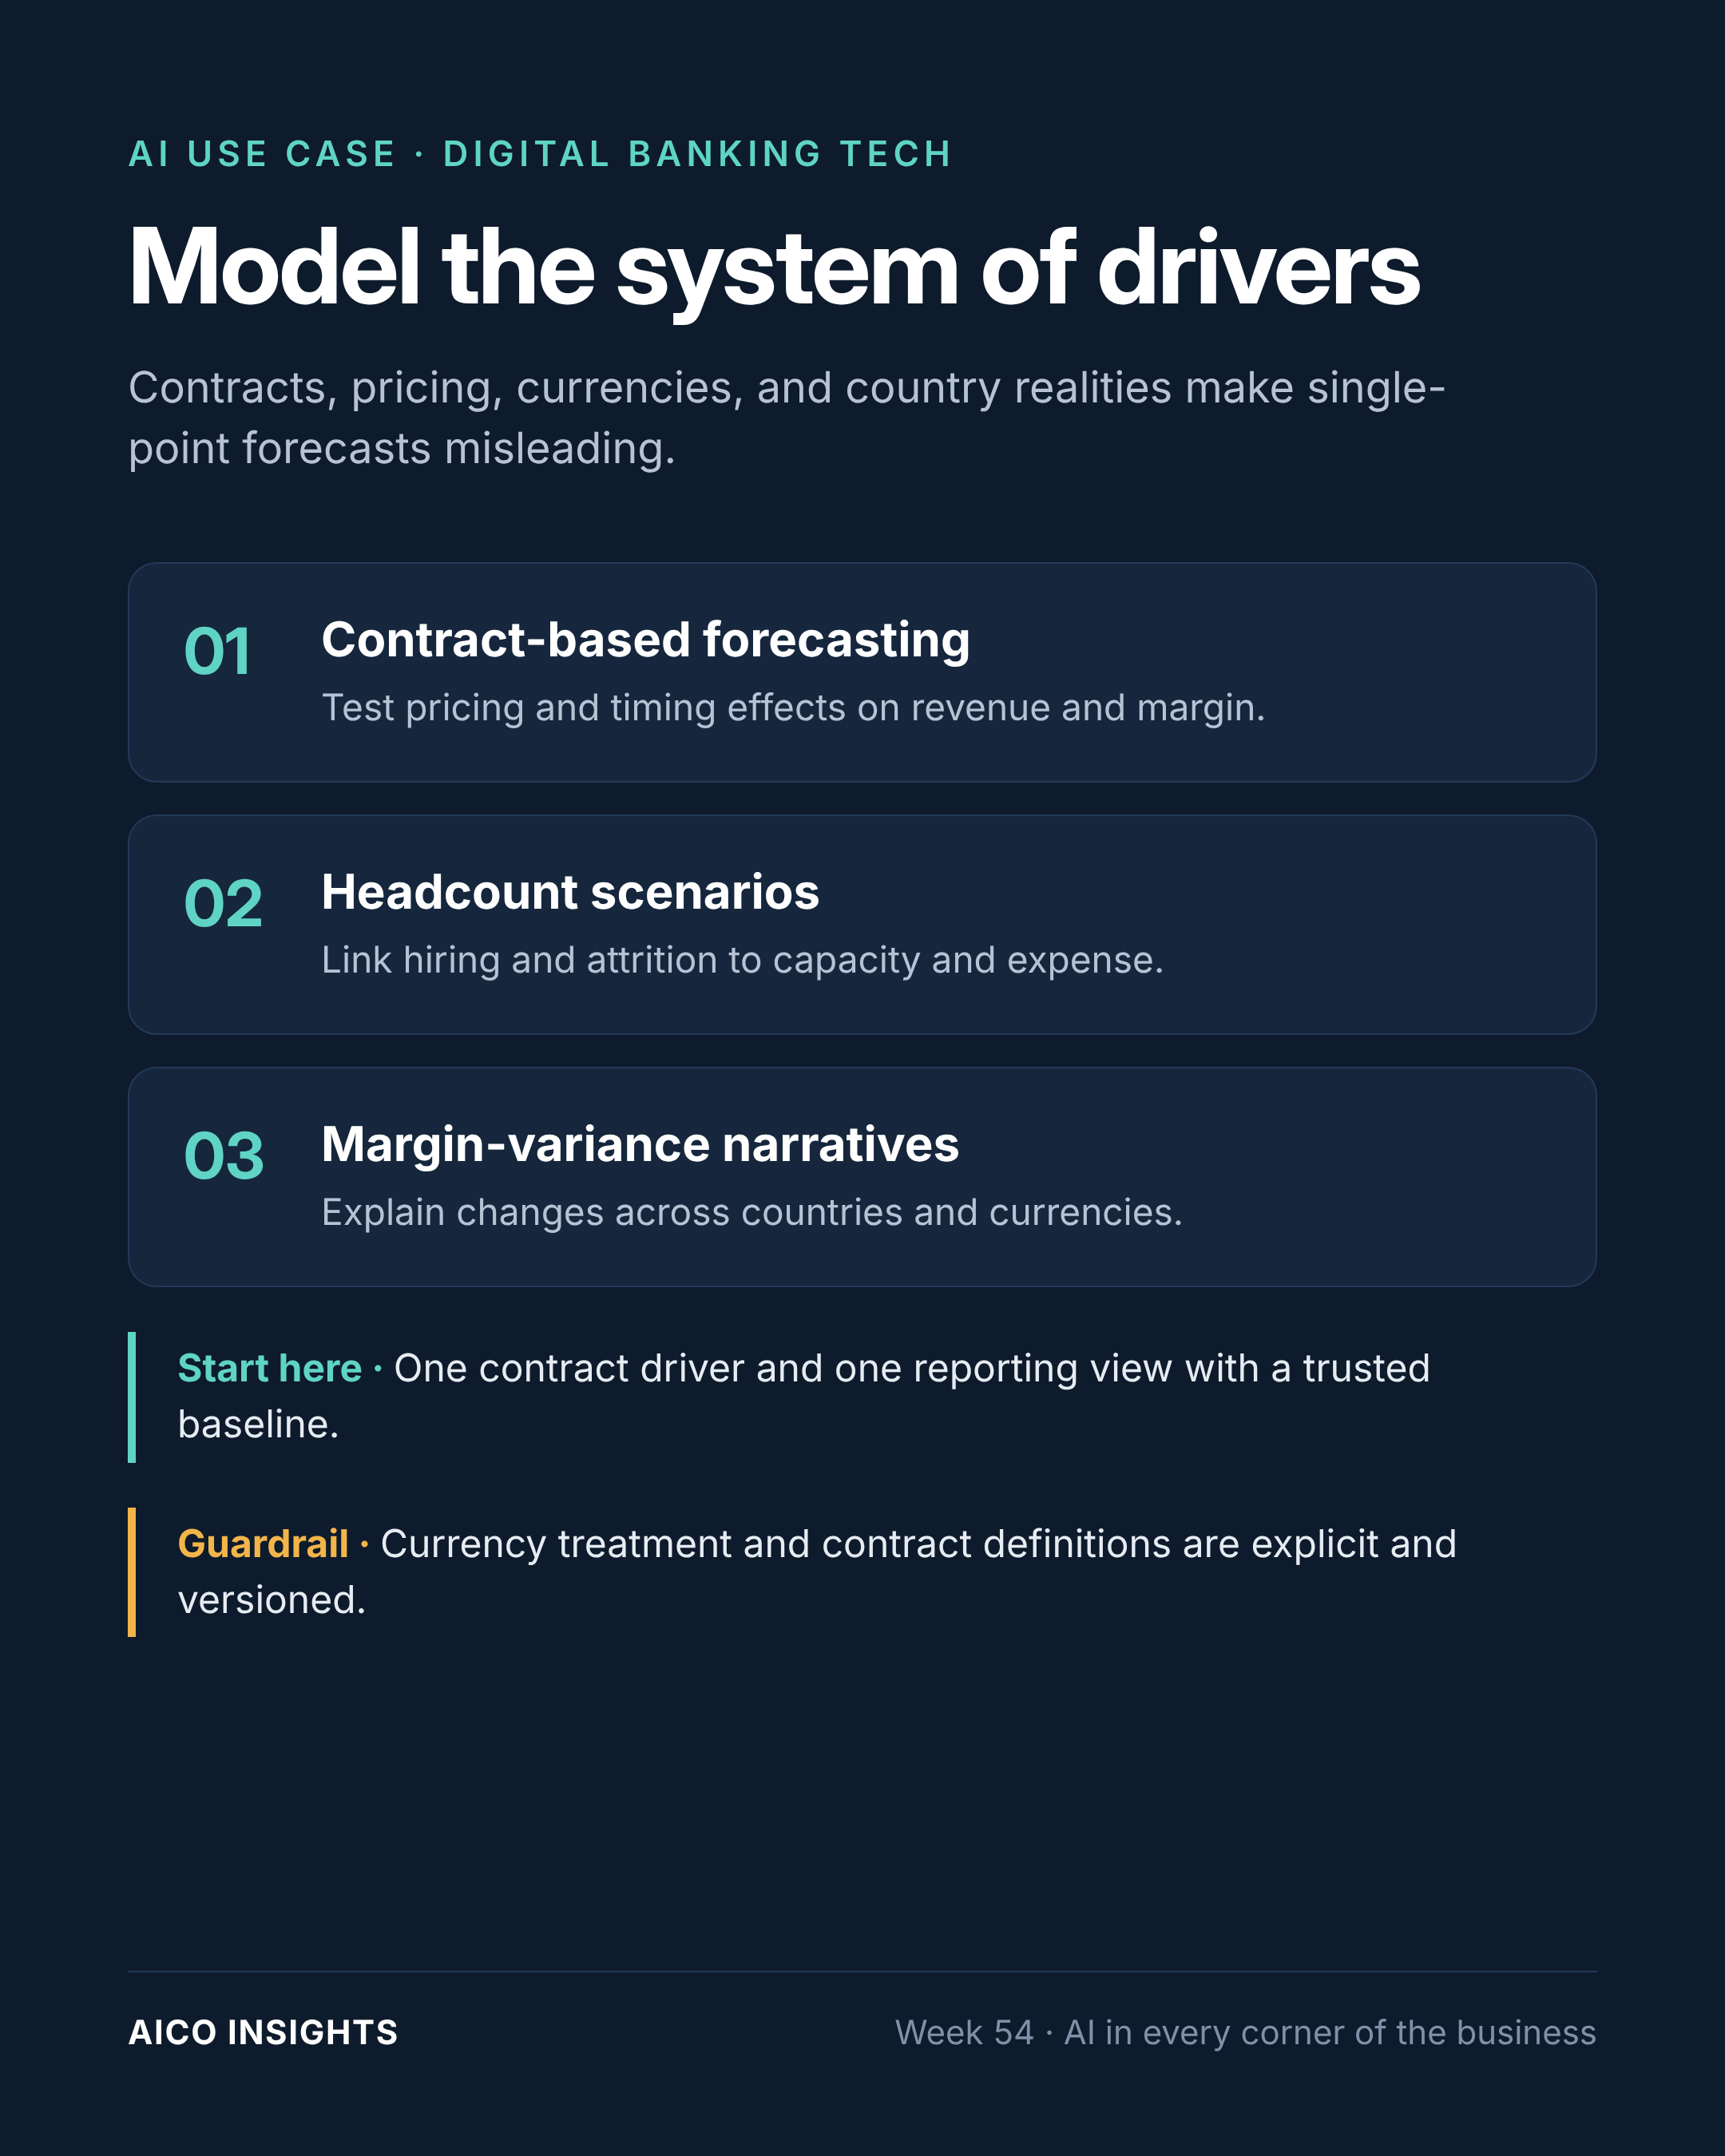 AI USE CASE · DIGITAL BANKING TECH
Model the system of drivers
Contracts, pricing, currencies, and country realities make single-
point forecasts misleading.
01
Contract-based forecasting
Test pricing and timing effects on revenue and margin.
02
Headcount scenarios
Link hiring and attrition to capacity and expense.
03
Margin-variance narratives
Explain changes across countries and currencies.
Start here · One contract driver and one reporting view with a trusted
baseline.
Guardrail · Currency treatment and contract definitions are explicit and
versioned.
AICO INSIGHTS
Week 54 · AI in every corner of the business